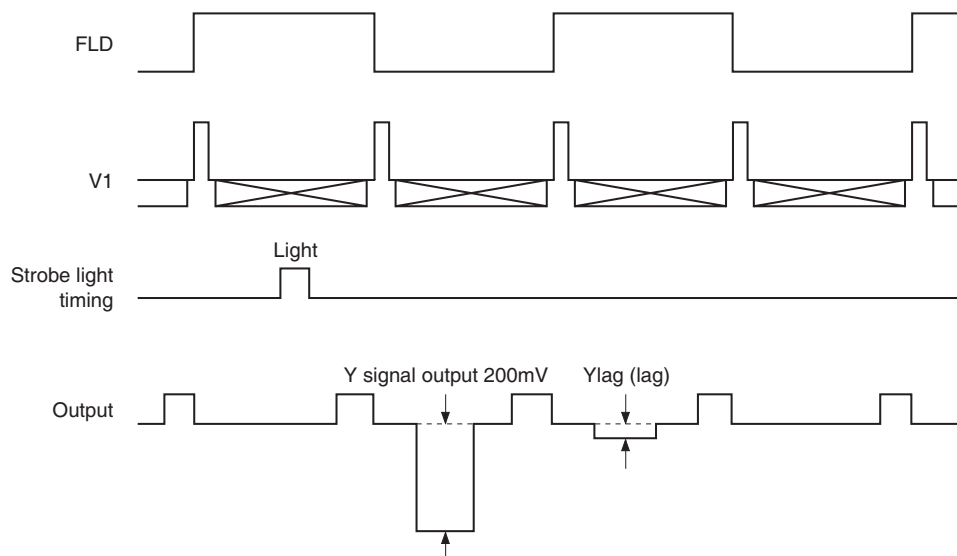 FLD
V1
Light
Strobe light
timing
Y signal output 200mV
Ylag (lag)
Output